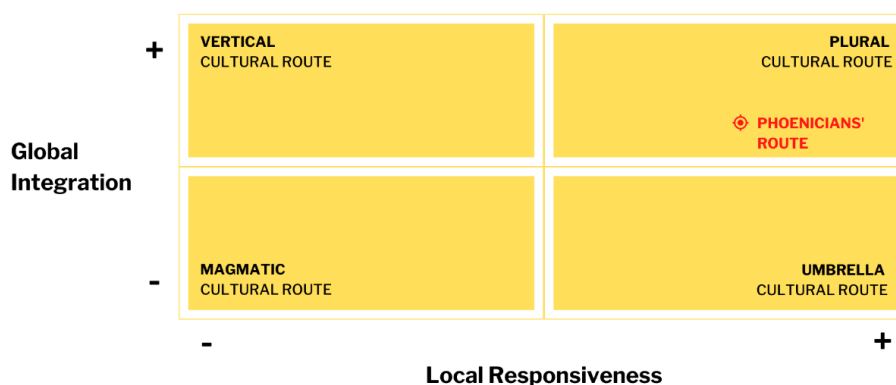 +
VERTICAL
CULTURAL ROUTE
PLURAL
CULTURAL ROUTE
PHOENICIANS'
ROUTE
Global
Integration
MAGMATIC
CULTURAL ROUTE
UMBRELLA
CULTURAL ROUTE
-
-
+
Local Responsiveness